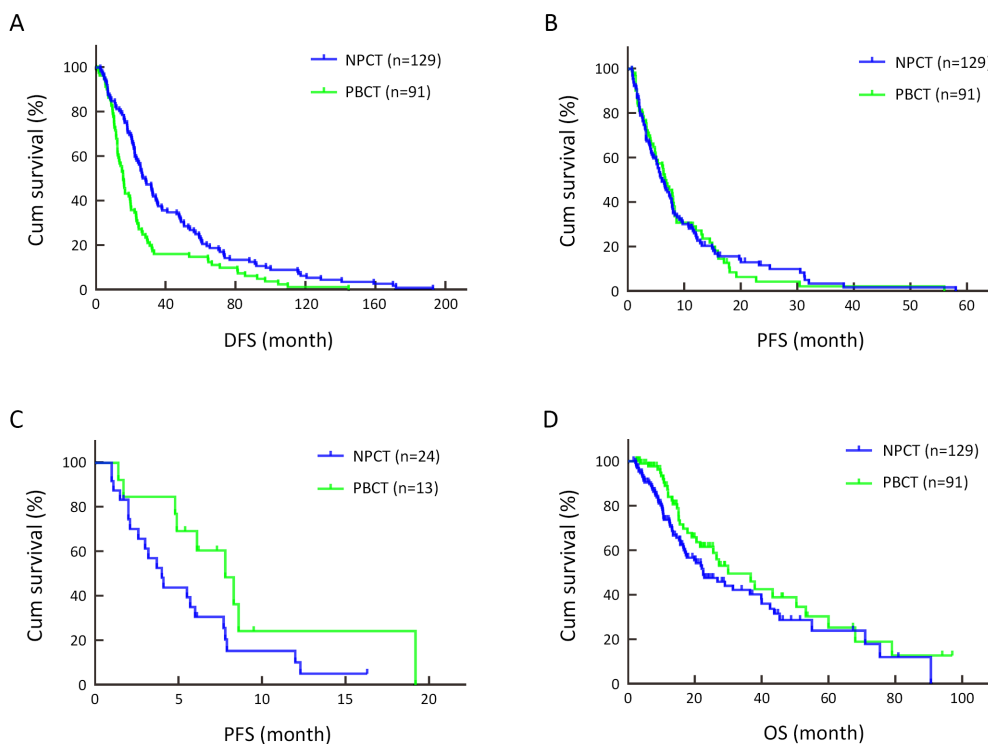 A
NPCT (n=129)
PBCT (n=91)
Cum survival (%)
100
80
60
40
20
0
0 40 80 120 160 200
DFS (month)
B
NPCT (n=129)
PBCT (n=91)
Cum survival (%)
100
80
60
40
20
0
0 10 20 30 40 50 60
PFS (month)
C
NPCT (n=24)
PBCT (n=13)
Cum survival (%)
100
80
60
40
20
0
0 5 10 15 20
PFS (month)
D
NPCT (n=129)
PBCT (n=91)
Cum survival (%)
100
80
60
40
20
0
0 20 40 60 80 100
OS (month)